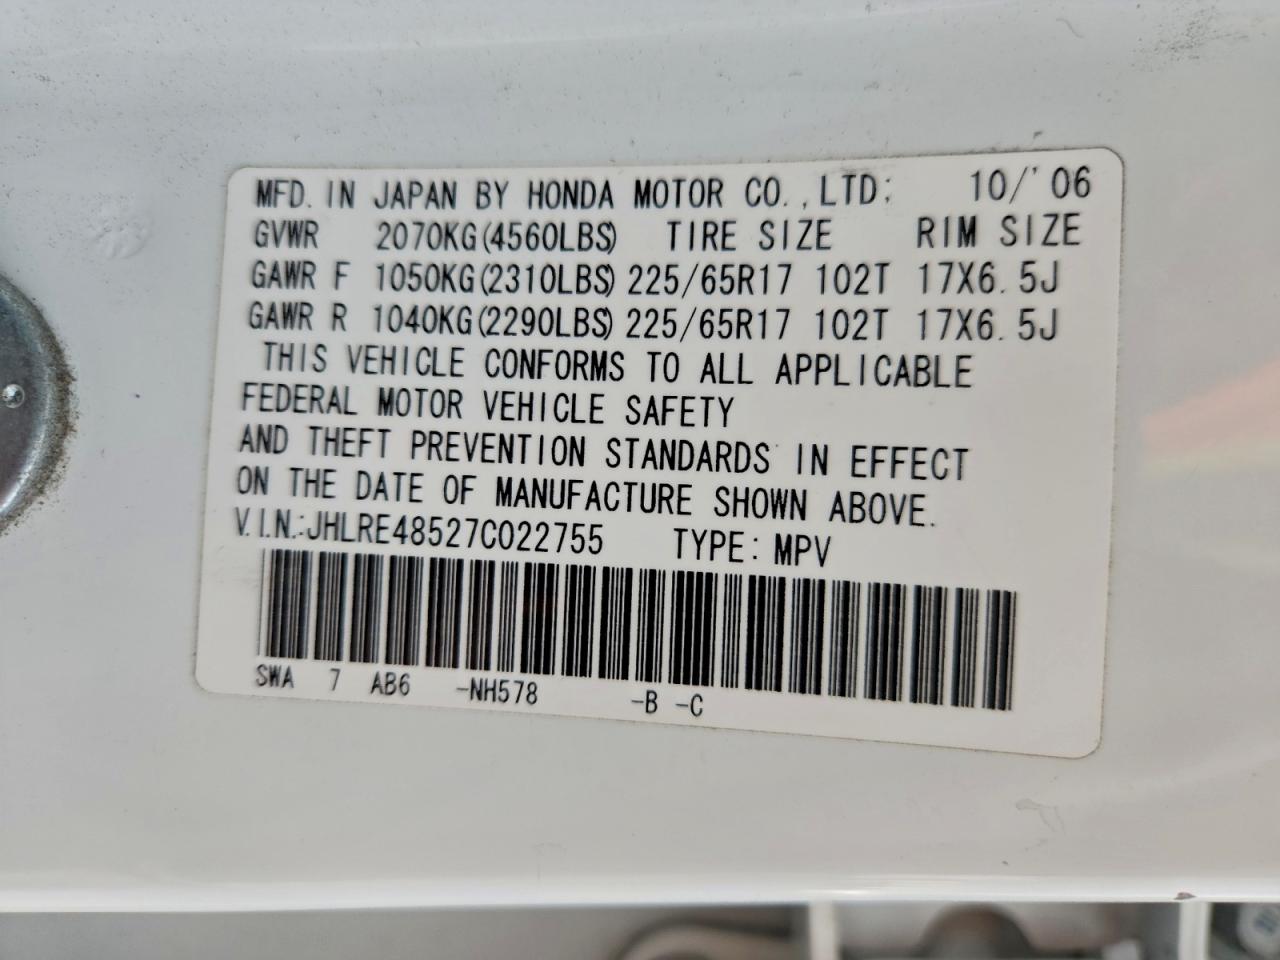 MFD. IN JAPAN BY HONDA MOTOR CO., LTD: 10/'06
GVWR 2070KG(4560LBS) TIRE SIZE RIM SIZE
GAWR F 1050KG(2310LBS) 225/65R17 102T 17X6.5J
GAWR R 1040KG(2290LBS) 225/65R17 102T 17X6.5J
THIS VEHICLE CONFORMS TO ALL APPLICABLE
FEDERAL MOTOR VEHICLE SAFETY
AND THEFT PREVENTION STANDARDS IN EFFECT
ON THE DATE OF MANUFACTURE SHOWN ABOVE.
V.I.N.:JHLRE48527C022755 TYPE: MPV
SWA 7 AB6 -NH578 -B -C